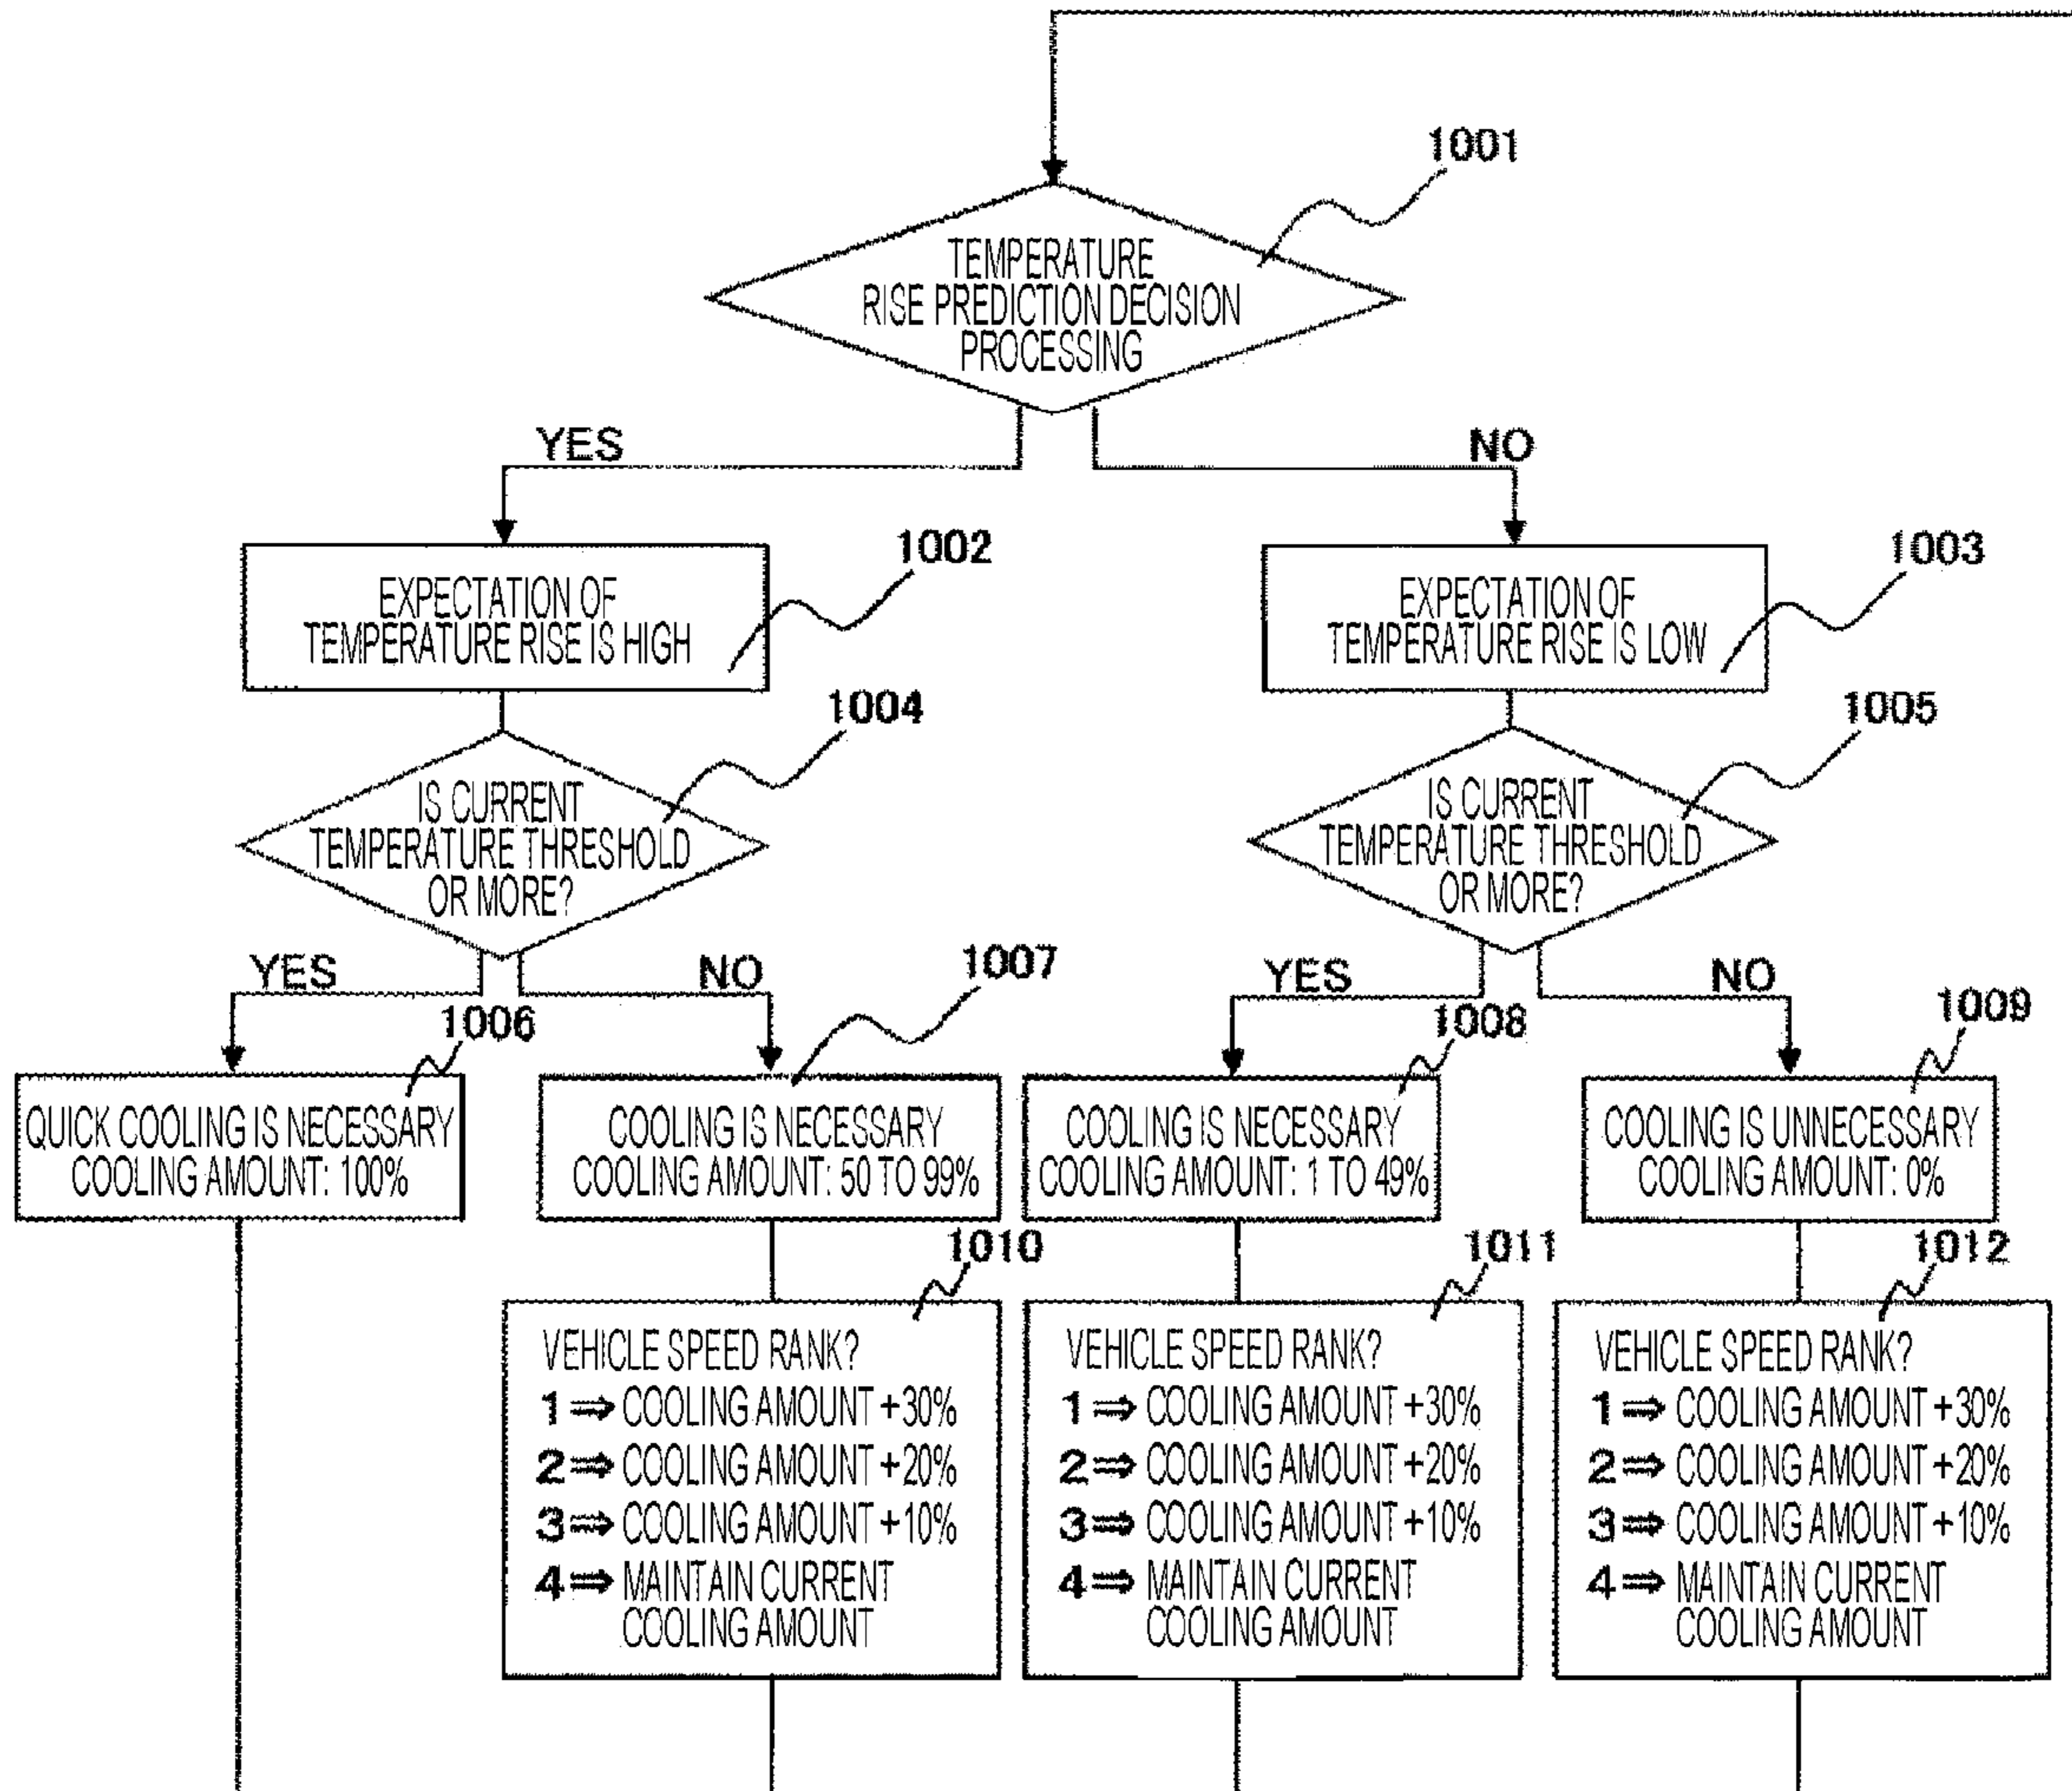 1001
TEMPERATURE
RISE PREDICTION DECISION
PROCESSING
YES
NO
1002
EXPECTATION OF
TEMPERATURE RISE IS HIGH
1003
EXPECTATION OF
TEMPERATURE RISE IS LOW
1004
IS CURRENT
TEMPERATURE THRESHOLD
OR MORE?
1005
IS CURRENT
TEMPERATURE THRESHOLD
OR MORE?
YES
NO
YES
NO
1006
QUICK COOLING IS NECESSARY
COOLING AMOUNT: 100%
1007
COOLING IS NECESSARY
COOLING AMOUNT: 50 TO 99%
1008
COOLING IS NECESSARY
COOLING AMOUNT: 1 TO 49%
1009
COOLING IS UNNECESSARY
COOLING AMOUNT: 0%
1010
VEHICLE SPEED RANK?
1⇒ COOLING AMOUNT +30%
2⇒ COOLING AMOUNT +20%
3⇒ COOLING AMOUNT +10%
4⇒ MAINTAIN CURRENT
COOLING AMOUNT
1011
VEHICLE SPEED RANK?
1⇒ COOLING AMOUNT +30%
2⇒ COOLING AMOUNT +20%
3⇒ COOLING AMOUNT +10%
4⇒ MAINTAIN CURRENT
COOLING AMOUNT
1012
VEHICLE SPEED RANK?
1⇒ COOLING AMOUNT +30%
2⇒ COOLING AMOUNT +20%
3⇒ COOLING AMOUNT +10%
4⇒ MAINTAIN CURRENT
COOLING AMOUNT